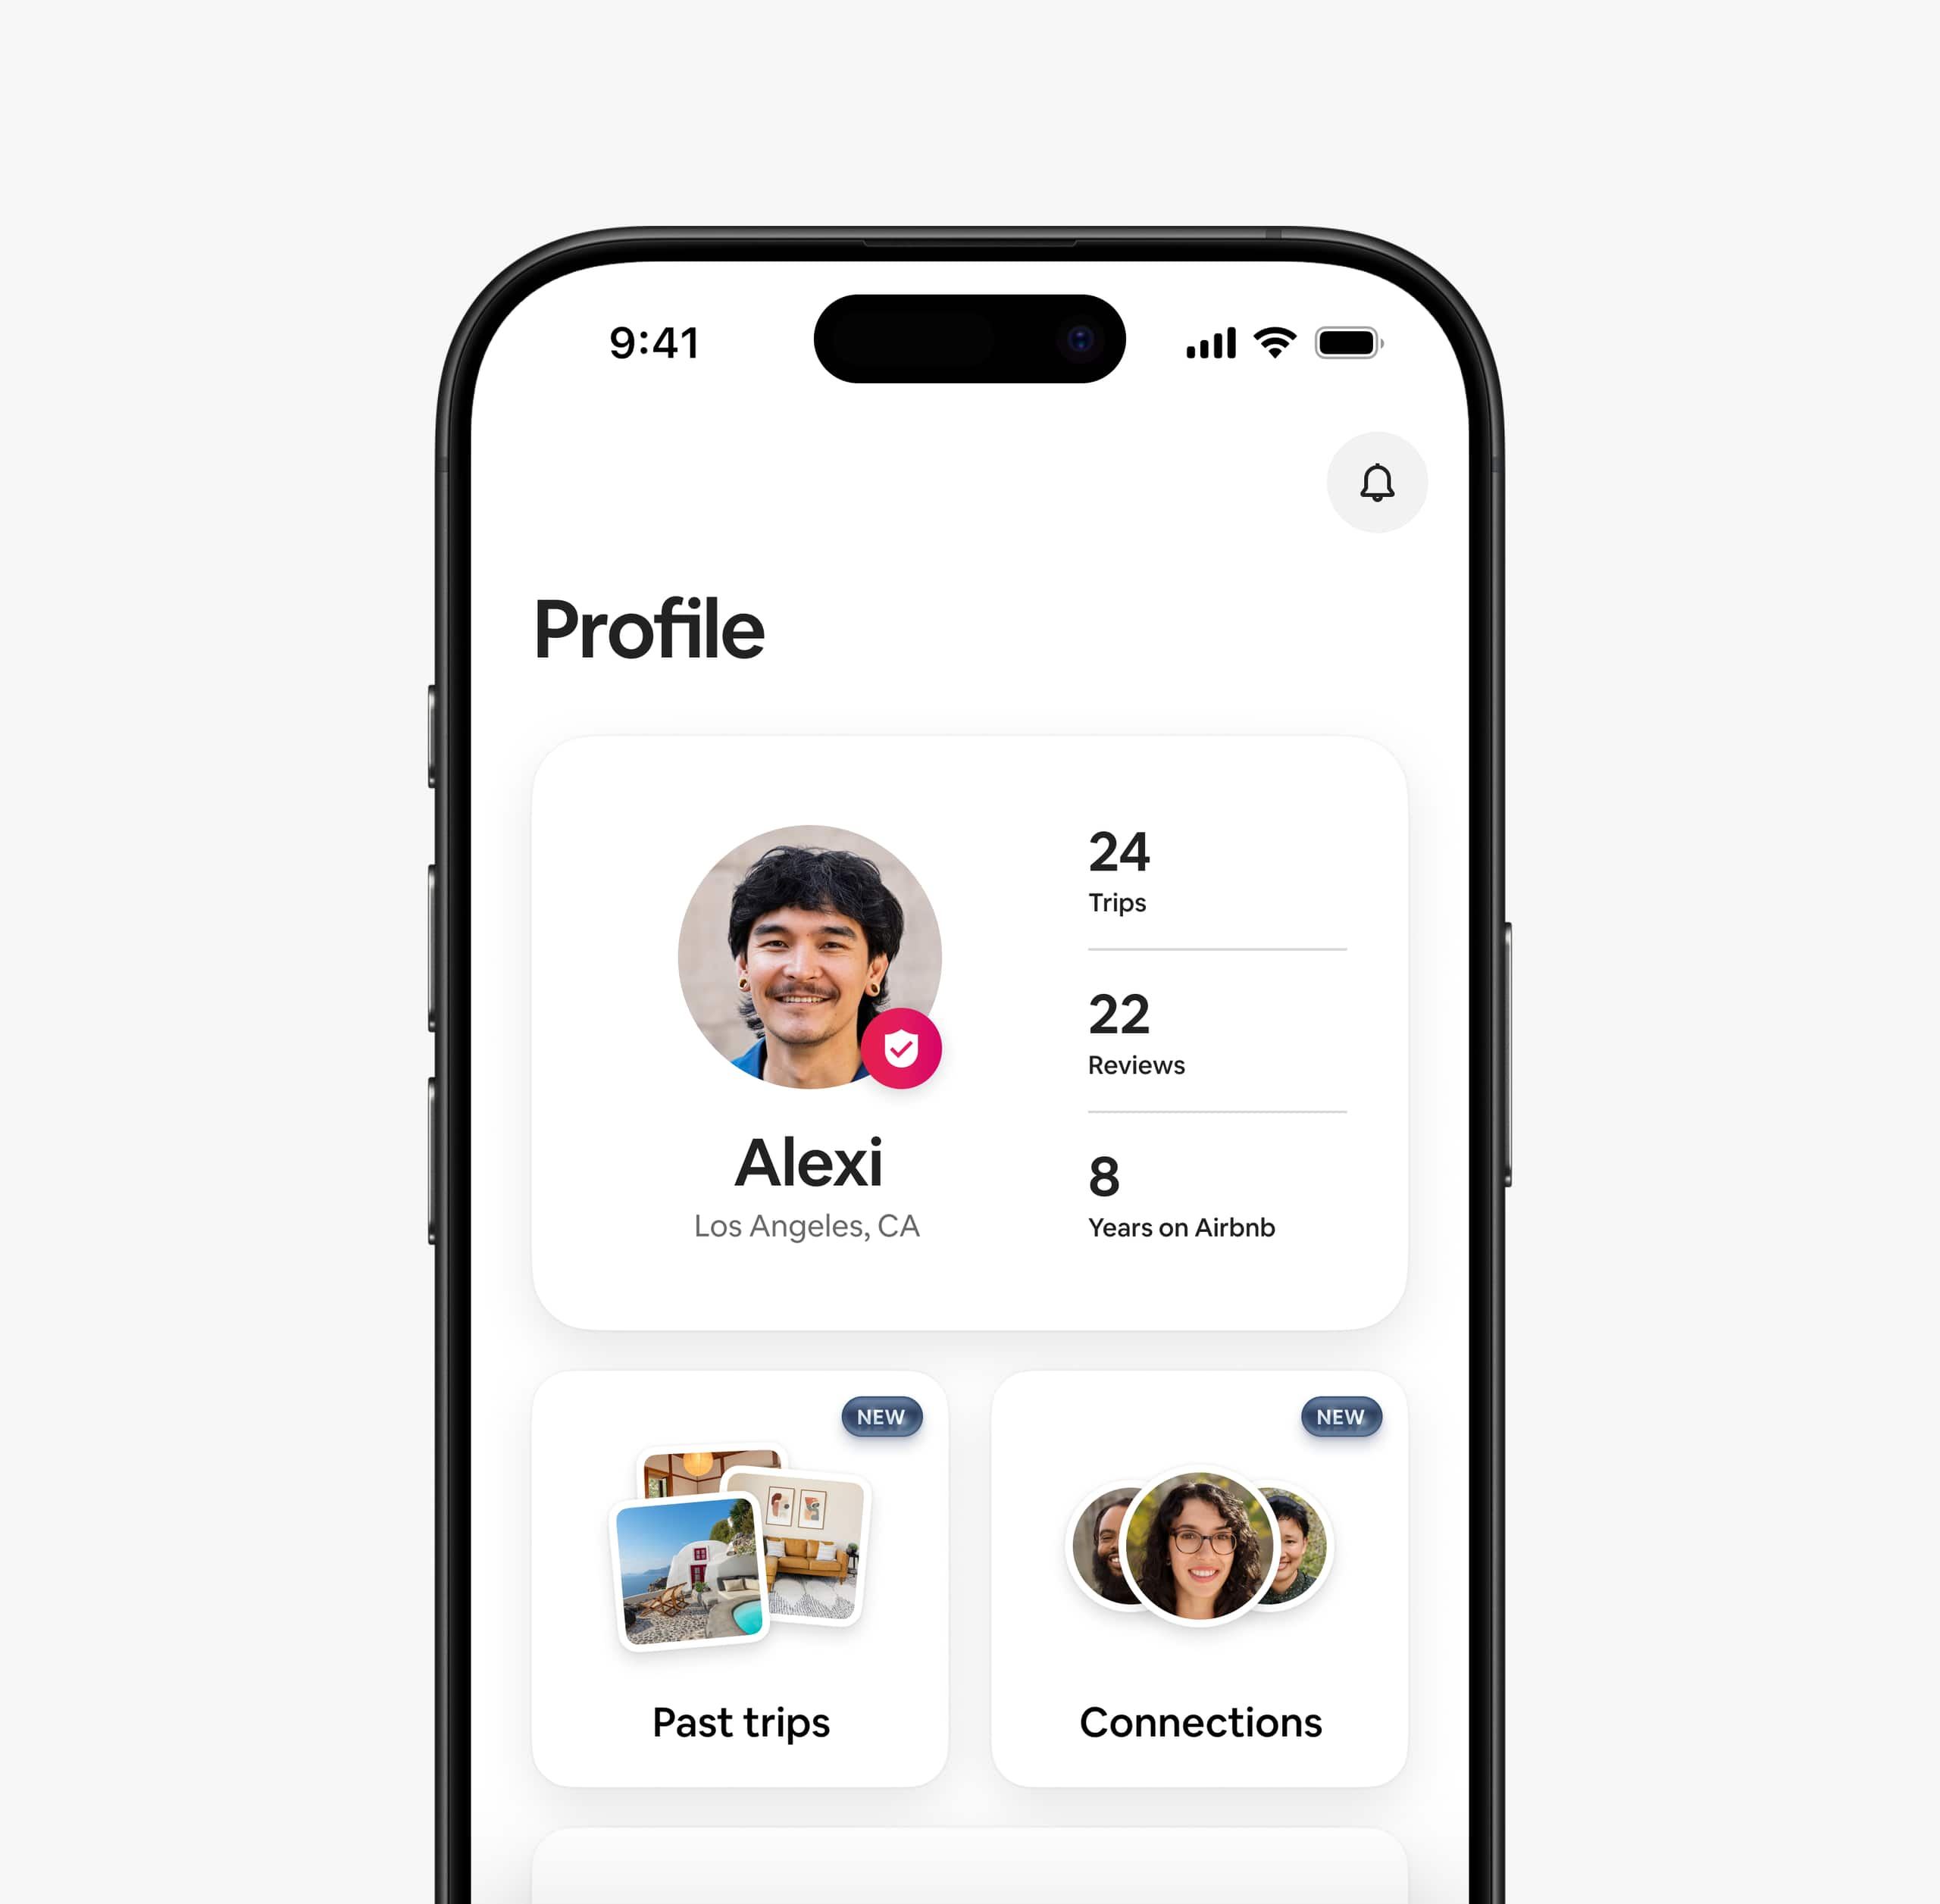 9:41
Profile
24
Trips
22
Reviews
8
Years on Airbnb
Alexi
Los Angeles, CA
NEW
Past trips
NEW
Connections